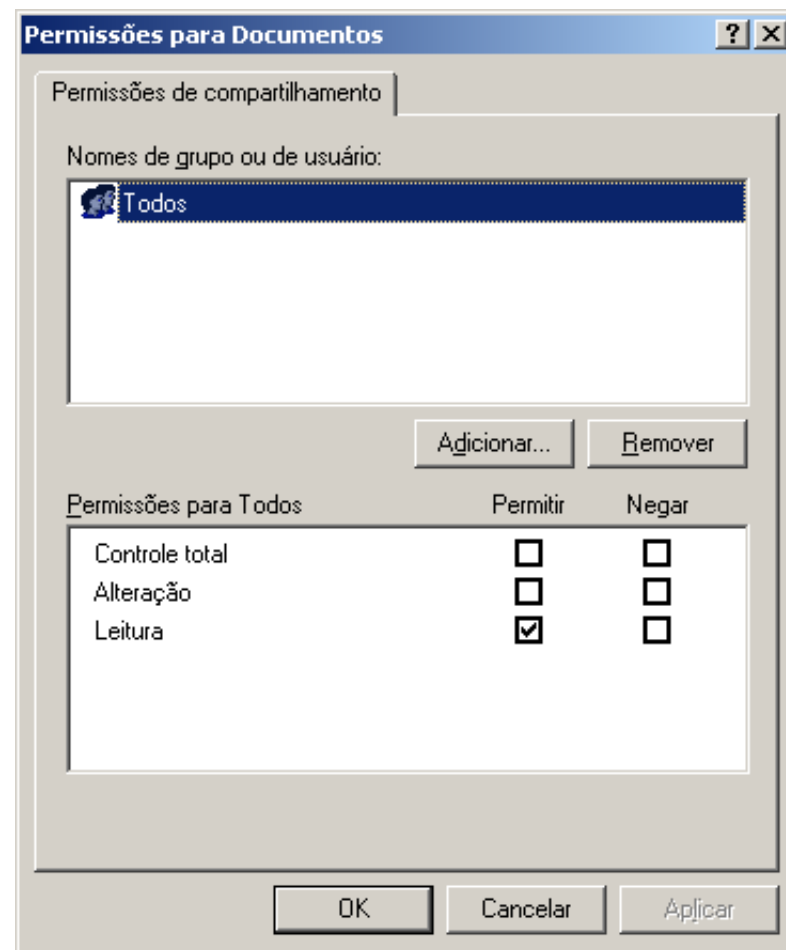 Permissões para Documentos
Permissões de compartilhamento
Nomes de grupo ou de usuário:
Todos
Adicionar... Remover
Permissões para Todos Permitir Negar
Controle total
Alteração
Leitura
OK Cancelar Aplicar